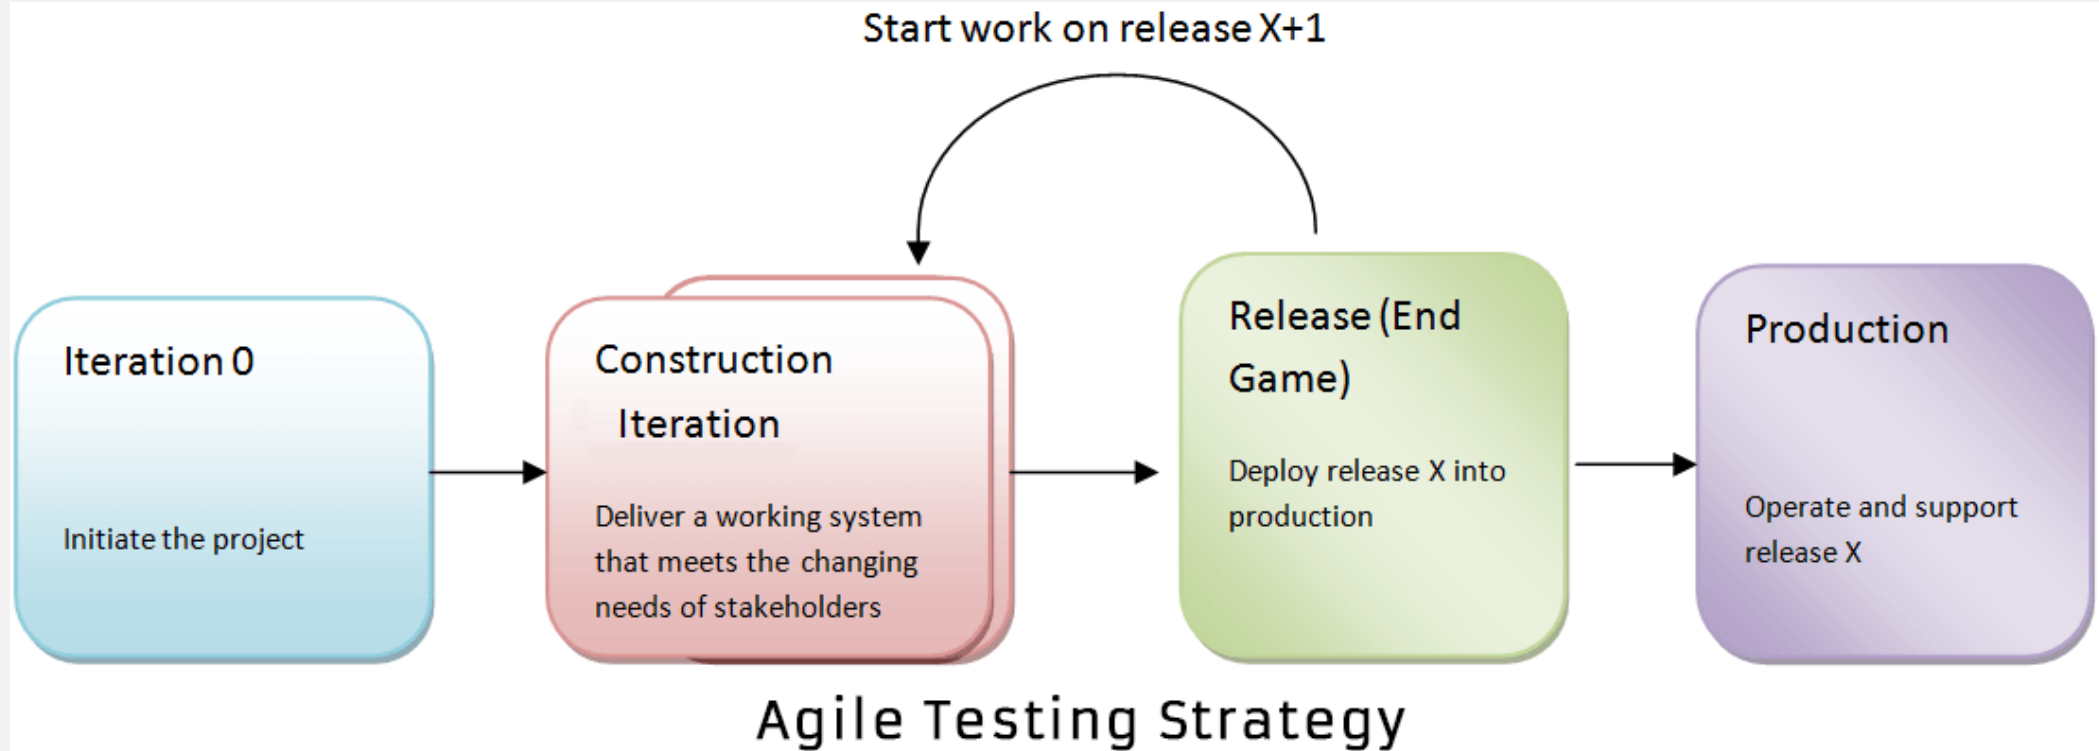 Start work on release X+1
Iteration 0
Initiate the project
Construction
Iteration
Deliver a working system
that meets the changing
needs of stakeholders
Release (End
Game)
Deploy release X into
production
Production
Operate and support
release X
Agile Testing Strategy